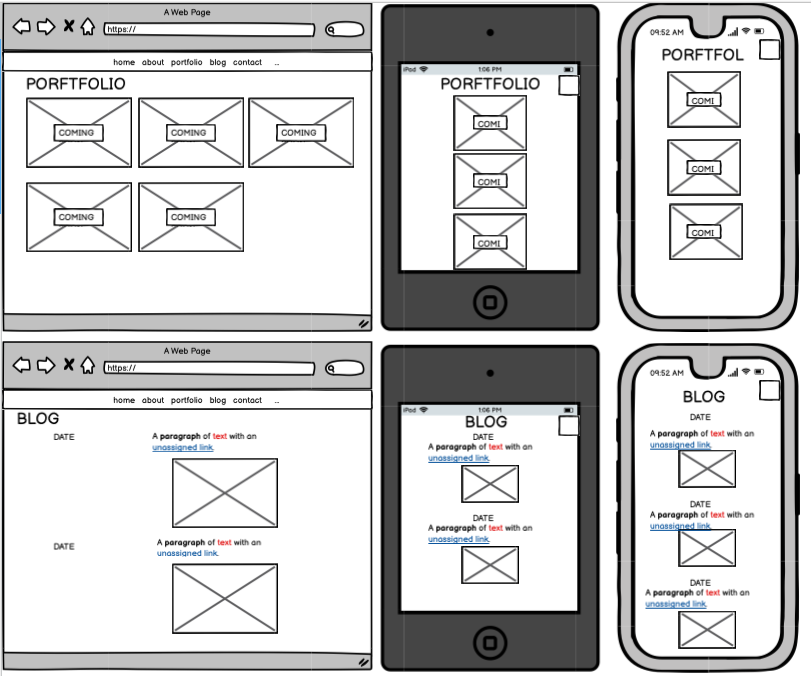 A Web Page
https://
home about portfolio blog contact ...
PORFTFOLIO
COMING
COMING
COMING
COMING
COMING
iPod
1:06 PM
PORFTFOLIO
COMI
COMI
COMI
09:52 AM
PORFTFOL
COMI
COMI
COMI
A Web Page
https://
home about portfolio blog contact ...
BLOG
DATE
A paragraph of text with an
unassigned link.
DATE
A paragraph of text with an
unassigned link.
iPod
1:06 PM
BLOG
DATE
A paragraph of text with an
unassigned link.
DATE
A paragraph of text with an
unassigned link.
09:52 AM
BLOG
DATE
A paragraph of text with an
unassigned link.
DATE
A paragraph of text with an
unassigned link.
DATE
A paragraph of text with an
unassigned link.